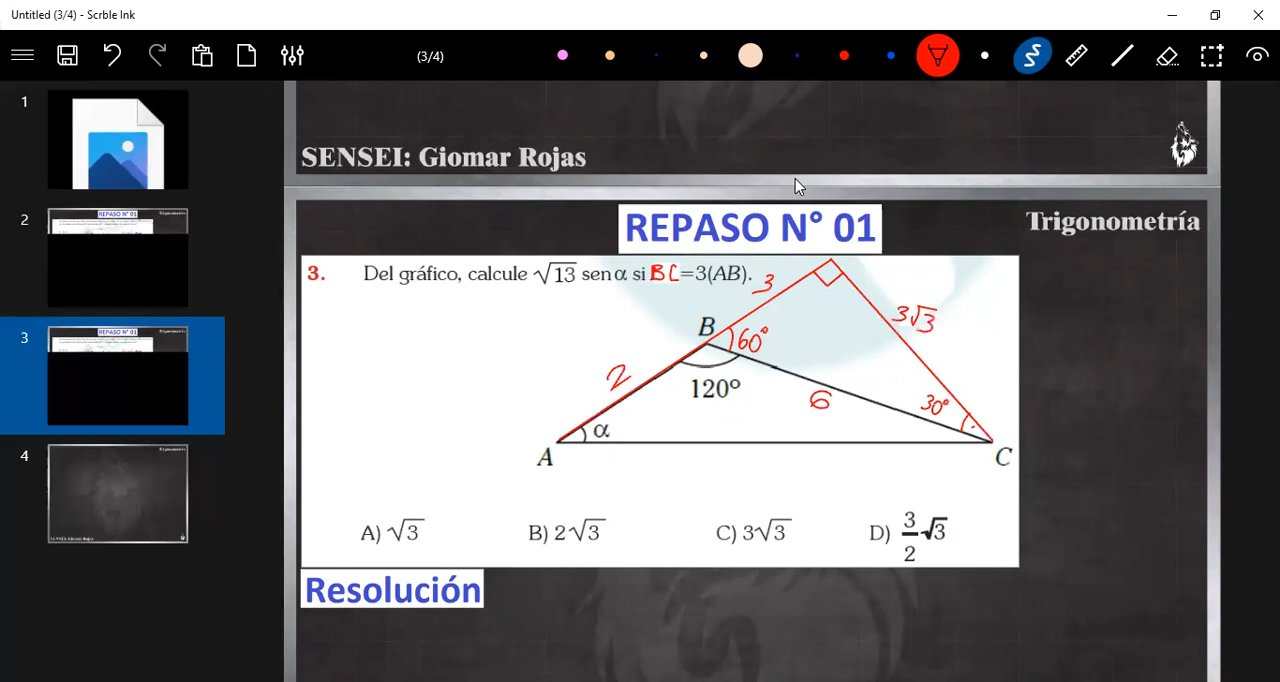 Untitled (3/4) - Scrble Ink
(3/4)
1
2
3
4
SENSEI: Giomar Rojas
REPASO N° 01
Trigonometría
3. Del gráfico, calcule √13 sen α si BC=3(AB).
3
3√3
B
60°
2
120°
6
30°
α
A
C
A) √3
B) 2√3
C) 3√3
D) 3/2 √3
Resolución